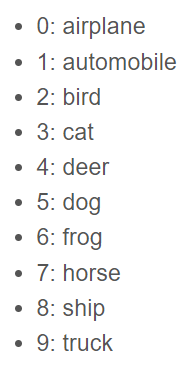 • 0: airplane
• 1: automobile
• 2: bird
• 3: cat
• 4: deer
• 5: dog
• 6: frog
• 7: horse
• 8: ship
• 9: truck